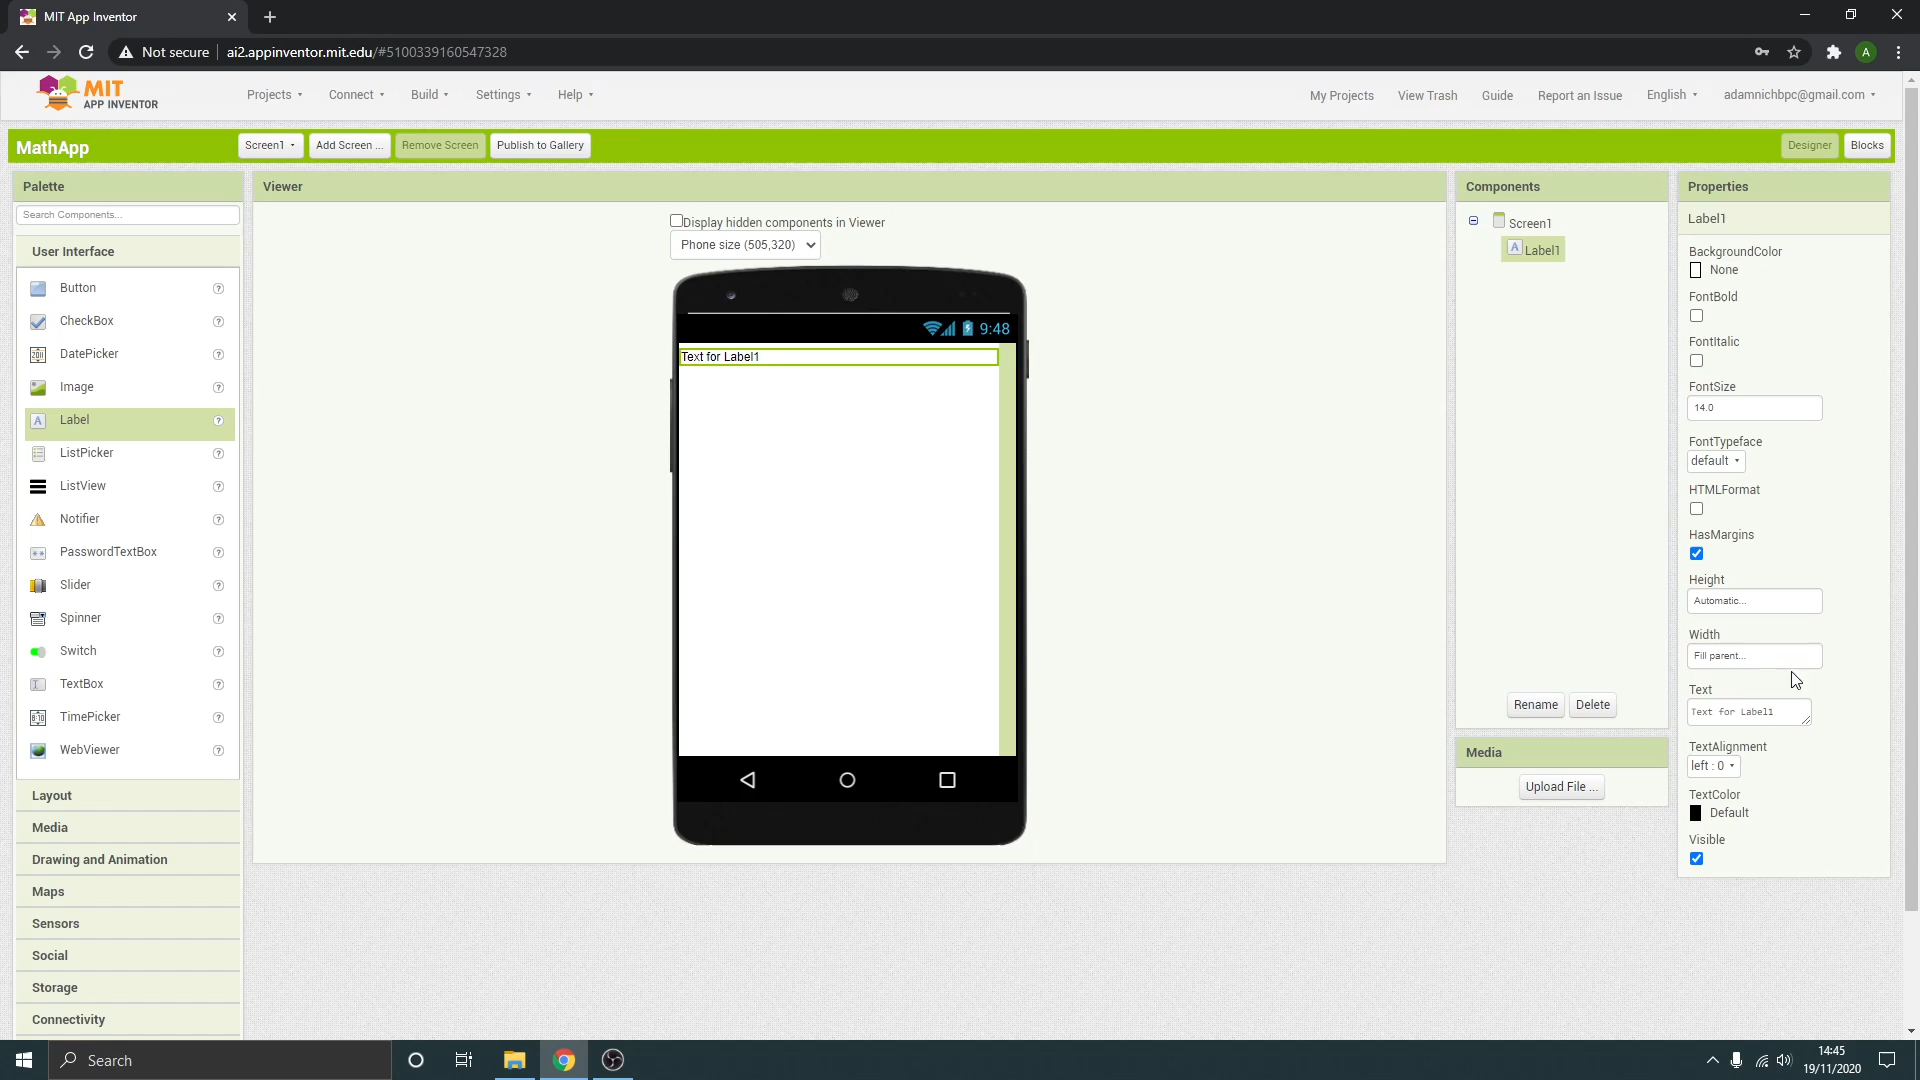 MIT App Inventor
Not secure
ai2.appinventor.mit.edu/#5100339160547328
A
MIT
APP INVENTOR
Projects
Connect
Build
Settings
Help
My Projects
View Trash
Guide
Report an Issue
English
adamnichbpc@gmail.com
MathApp
Screen1
Add Screen ...
Remove Screen
Publish to Gallery
Designer
Blocks
Palette
Search Components...
User Interface
Button
?
CheckBox
?
DatePicker
?
Image
?
Label
?
ListPicker
?
ListView
?
Notifier
?
PasswordTextBox
?
Slider
?
Spinner
?
Switch
?
TextBox
?
TimePicker
?
WebViewer
?
Layout
Media
Drawing and Animation
Maps
Sensors
Social
Storage
Connectivity
Viewer
Display hidden components in Viewer
Phone size (505,320)
9:48
Text for Label1
Components
Screen1
A
Label1
Rename
Delete
Media
Upload File ...
Properties
Label1
BackgroundColor
None
FontBold
FontItalic
FontSize
14.0
FontTypeface
default
HTMLFormat
HasMargins
Height
Automatic...
Width
Fill parent...
Text
Text for Label1
TextAlignment
left : 0
TextColor
Default
Visible
Search
14:45
19/11/2020